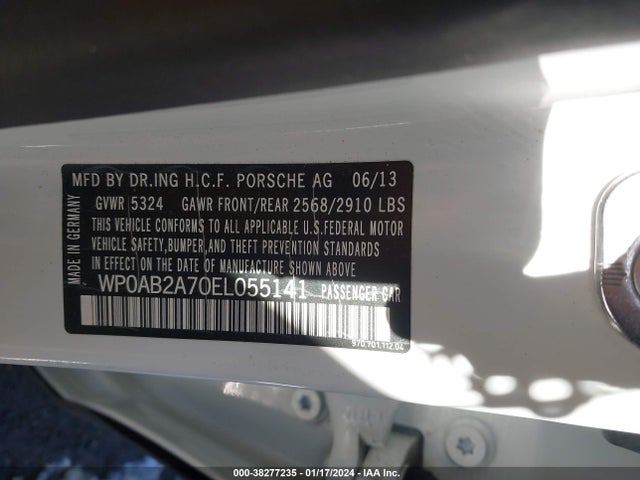 MFD BY DR.ING H.C.F. PORSCHE AG 06/13
GVWR 5324 GAWR FRONT/REAR 2568/2910 LBS
THIS VEHICLE CONFORMS TO ALL APPLICABLE U.S.FEDERAL MOTOR
VEHICLE SAFETY,BUMPER,AND THEFT PREVENTION STANDARDS
IN EFFECT ON THE DATE OF MANUFACTURE SHOWN ABOVE
WP0AB2A70EL055141 PASSENGER CAR
970.701.112.04
MADE IN GERMANY
000-38277235 - 01/17/2024 - IAA Inc.